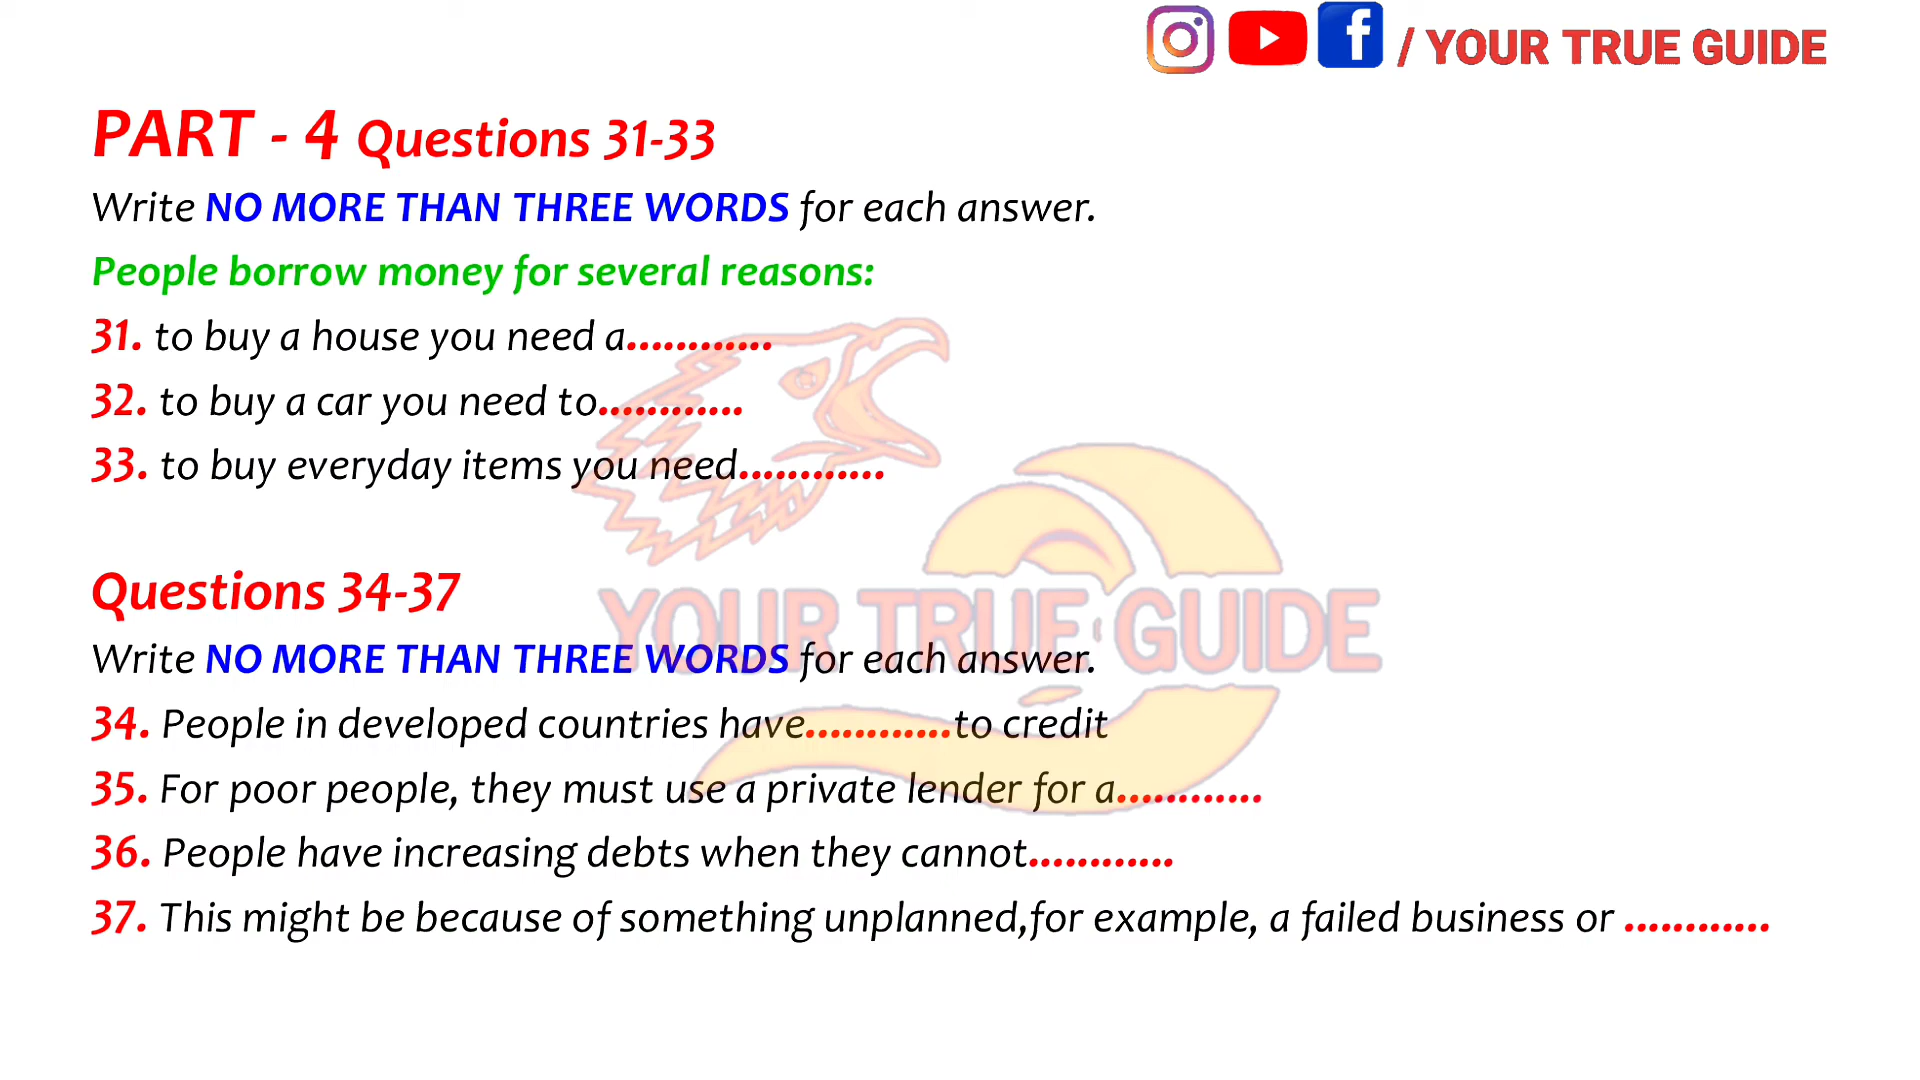 / YOUR TRUE GUIDE
PART - 4 Questions 31-33
Write NO MORE THAN THREE WORDS for each answer.
People borrow money for several reasons:
31. to buy a house you need a............
32. to buy a car you need to............
33. to buy everyday items you need............
Questions 34-37
YOUR TRUE GUIDE
Write NO MORE THAN THREE WORDS for each answer.
34. People in developed countries have............to credit
35. For poor people, they must use a private lender for a............
36. People have increasing debts when they cannot............
37. This might be because of something unplanned,for example, a failed business or ............